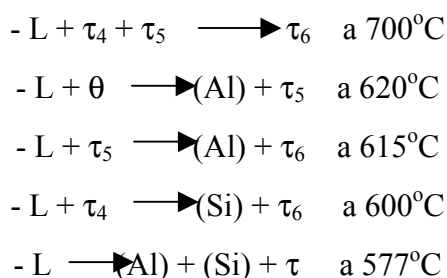 - L + τ4 + τ5 ⟶ τ6 a 700°C
- L + θ ⟶ (Al) + τ5 a 620°C
- L + τ5 ⟶ (Al) + τ6 a 615°C
- L + τ4 ⟶ (Si) + τ6 a 600°C
- L ⟶ (Al) + (Si) + τ a 577°C